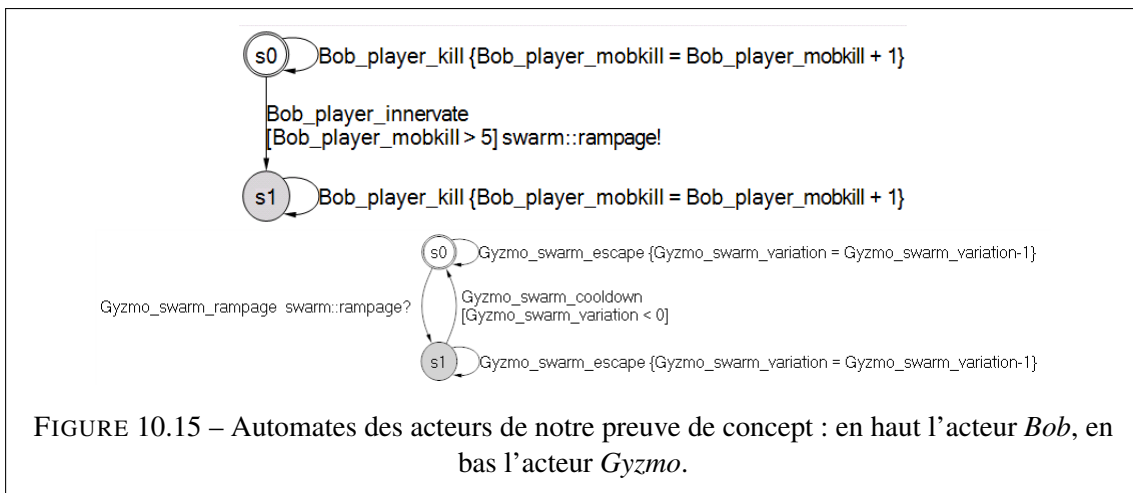 s0 Bob_player_kill {Bob_player_mobkill = Bob_player_mobkill + 1}
Bob_player_innervate
[Bob_player_mobkill > 5] swarm::rampage!
s1 Bob_player_kill {Bob_player_mobkill = Bob_player_mobkill + 1}
s0 Gyzmo_swarm_escape {Gyzmo_swarm_variation = Gyzmo_swarm_variation-1}
Gyzmo_swarm_rampage swarm::rampage?
Gyzmo_swarm_cooldown
[Gyzmo_swarm_variation < 0]
s1 Gyzmo_swarm_escape {Gyzmo_swarm_variation = Gyzmo_swarm_variation-1}
FIGURE 10.15 – Automates des acteurs de notre preuve de concept : en haut l'acteur Bob, en
bas l'acteur Gyzmo.